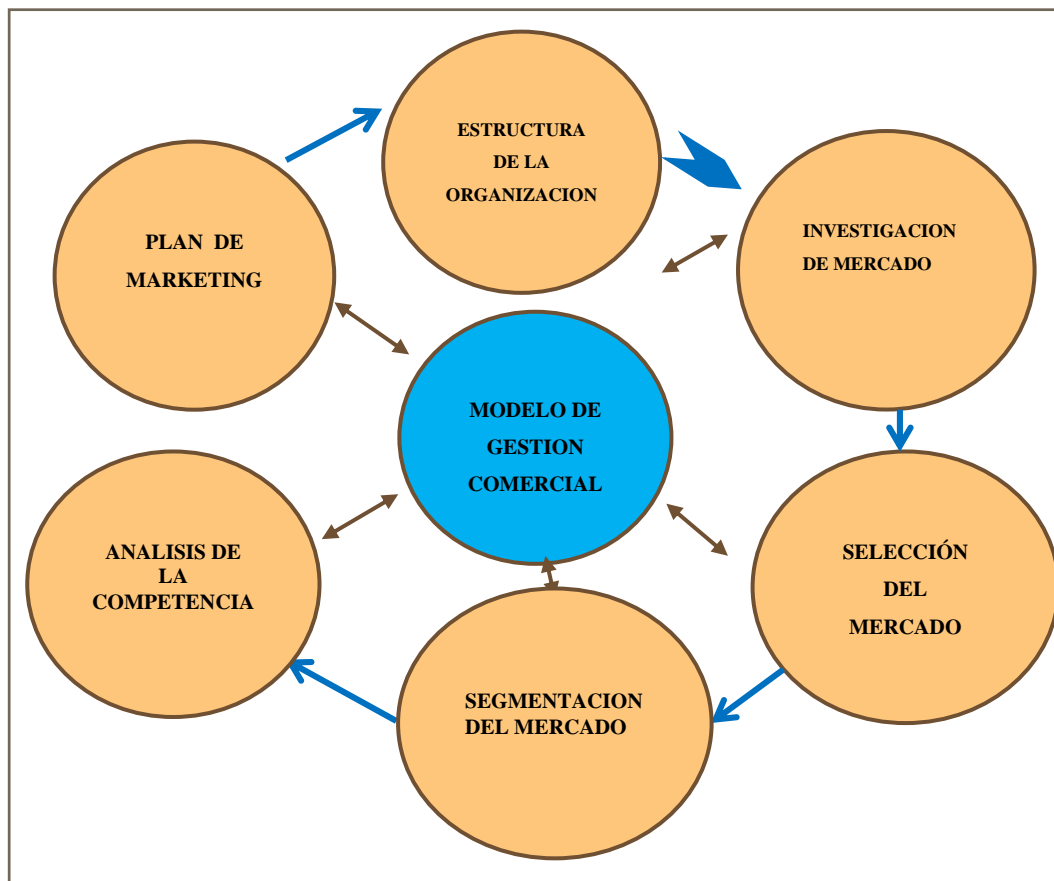 ESTRUCTURA
DE LA
ORGANIZACION
INVESTIGACION
DE MERCADO
SELECCIÓN
DEL
MERCADO
SEGMENTACION
DEL MERCADO
ANALISIS DE
LA
COMPETENCIA
PLAN DE
MARKETING
MODELO DE
GESTION
COMERCIAL